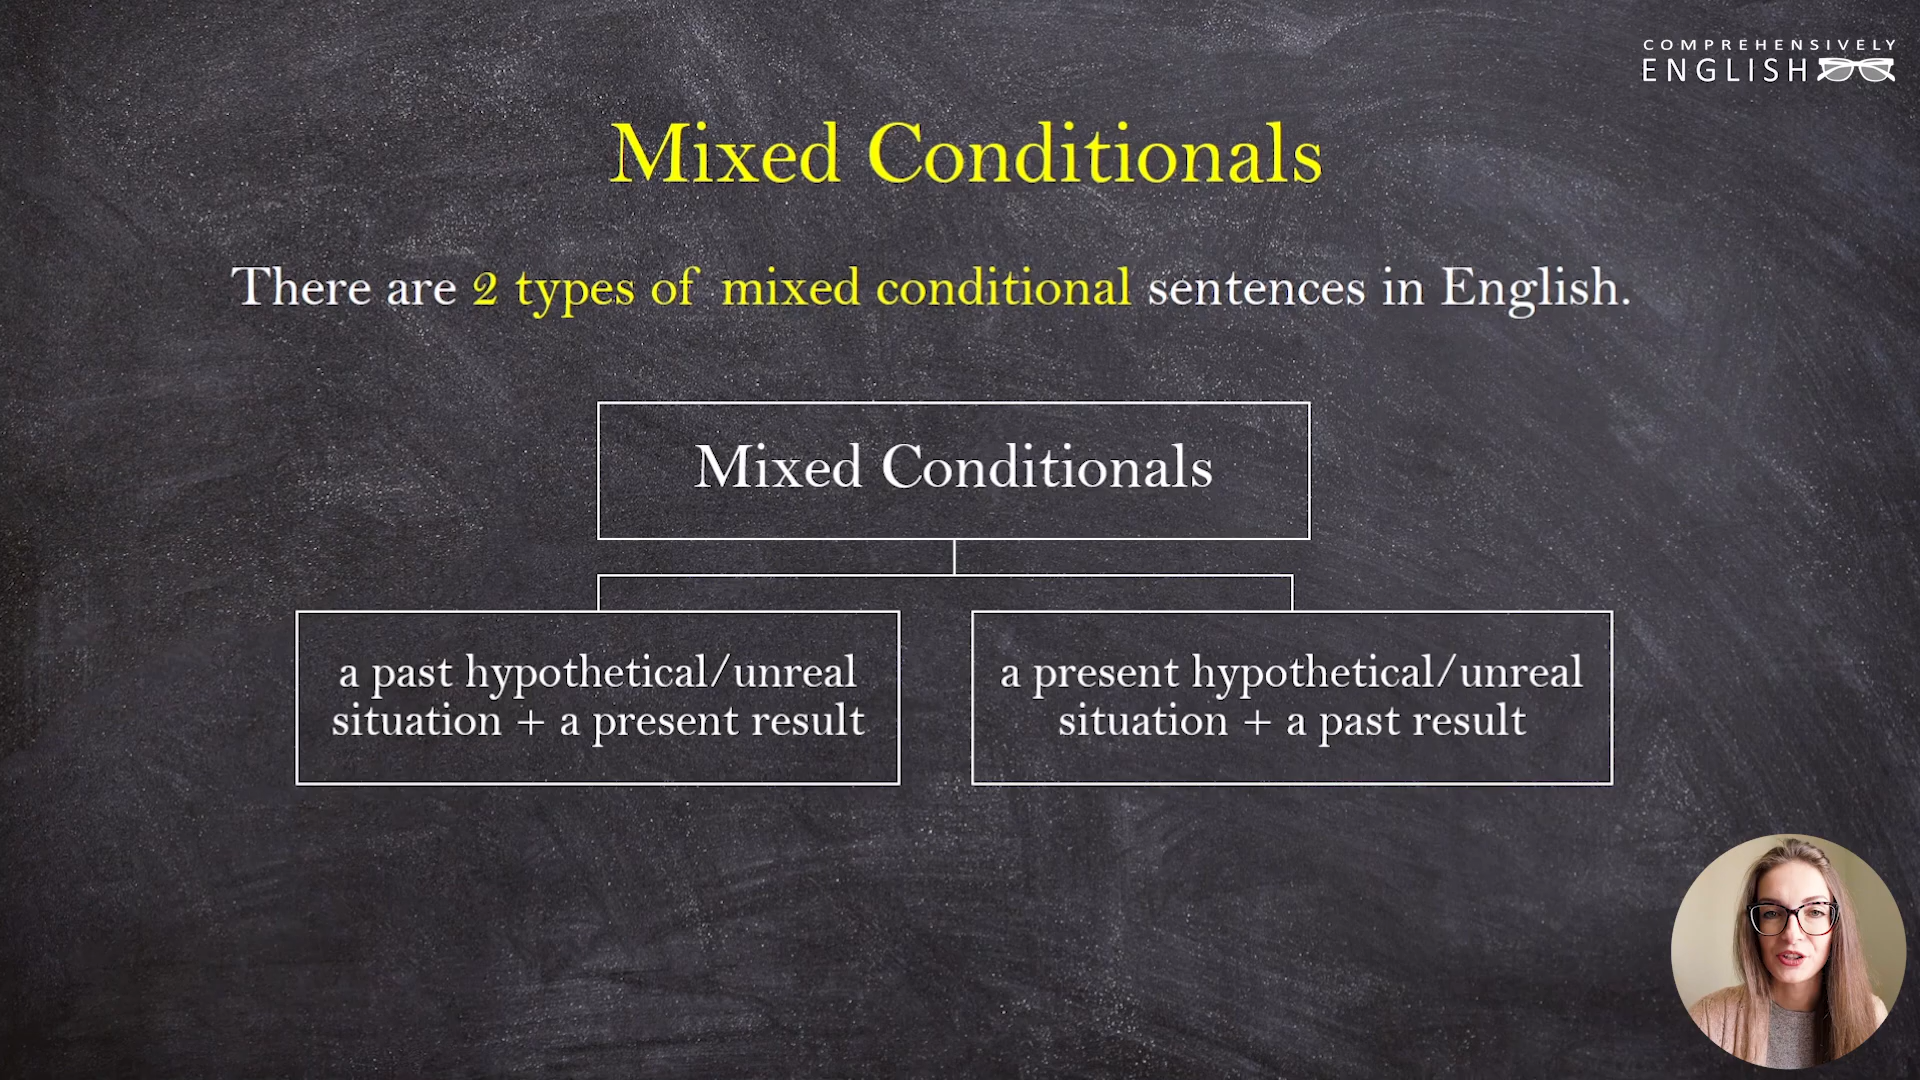 COMPREHENSIVELY
ENGLISH
Mixed Conditionals
There are 2 types of mixed conditional sentences in English.
Mixed Conditionals
a past hypothetical/unreal
situation + a present result
a present hypothetical/unreal
situation + a past result